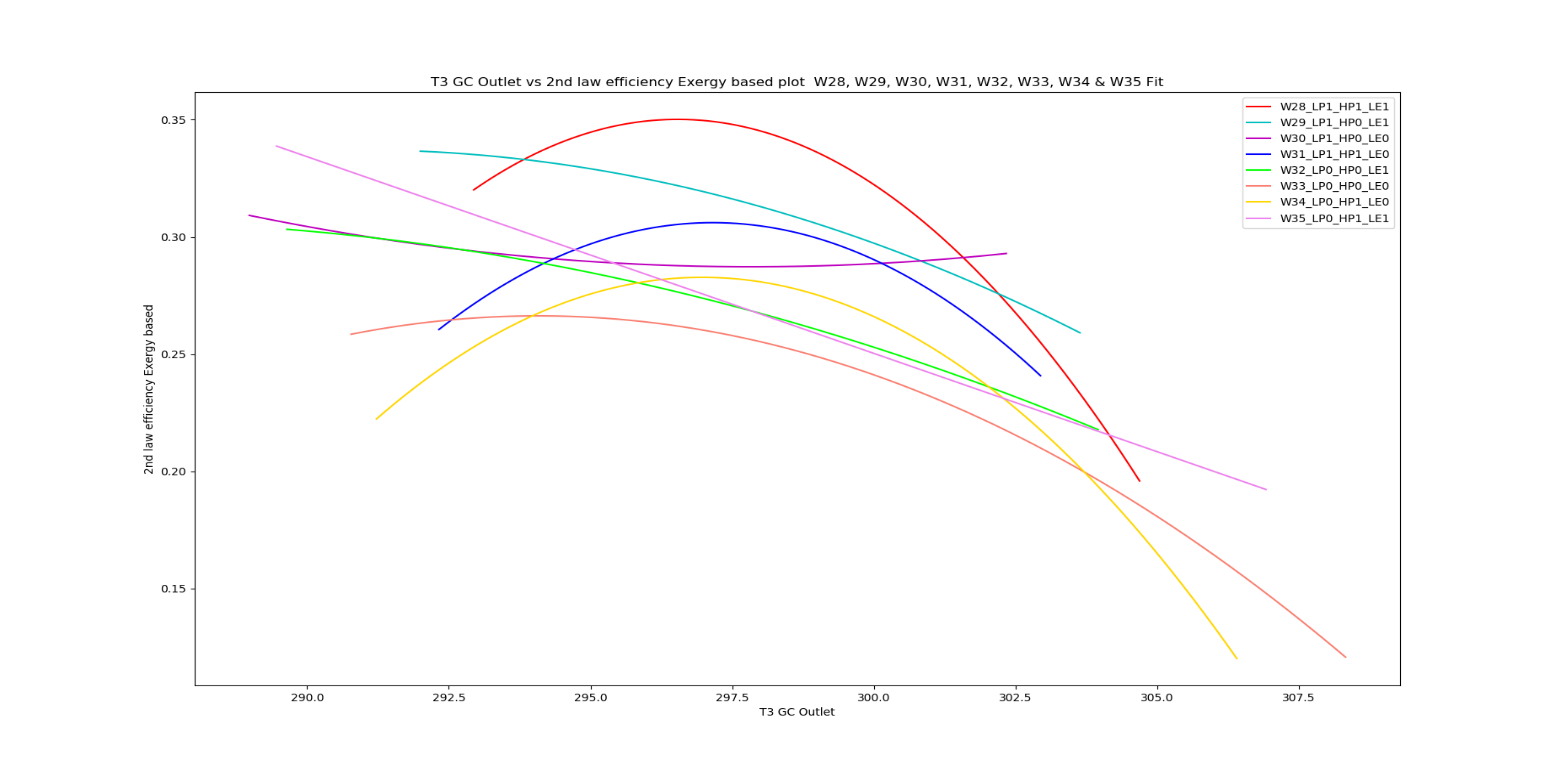 T3 GC Outlet vs 2nd law efficiency Exergy based plot  W28, W29, W30, W31, W32, W33, W34 & W35 Fit
W28_LP1_HP1_LE1
W29_LP1_HP0_LE1
W30_LP1_HP0_LE0
W31_LP1_HP1_LE0
W32_LP0_HP0_LE1
W33_LP0_HP0_LE0
W34_LP0_HP1_LE0
W35_LP0_HP1_LE1
2nd law efficiency Exergy based
0.35
0.30
0.25
0.20
0.15
290.0 292.5 295.0 297.5 300.0 302.5 305.0 307.5
T3 GC Outlet